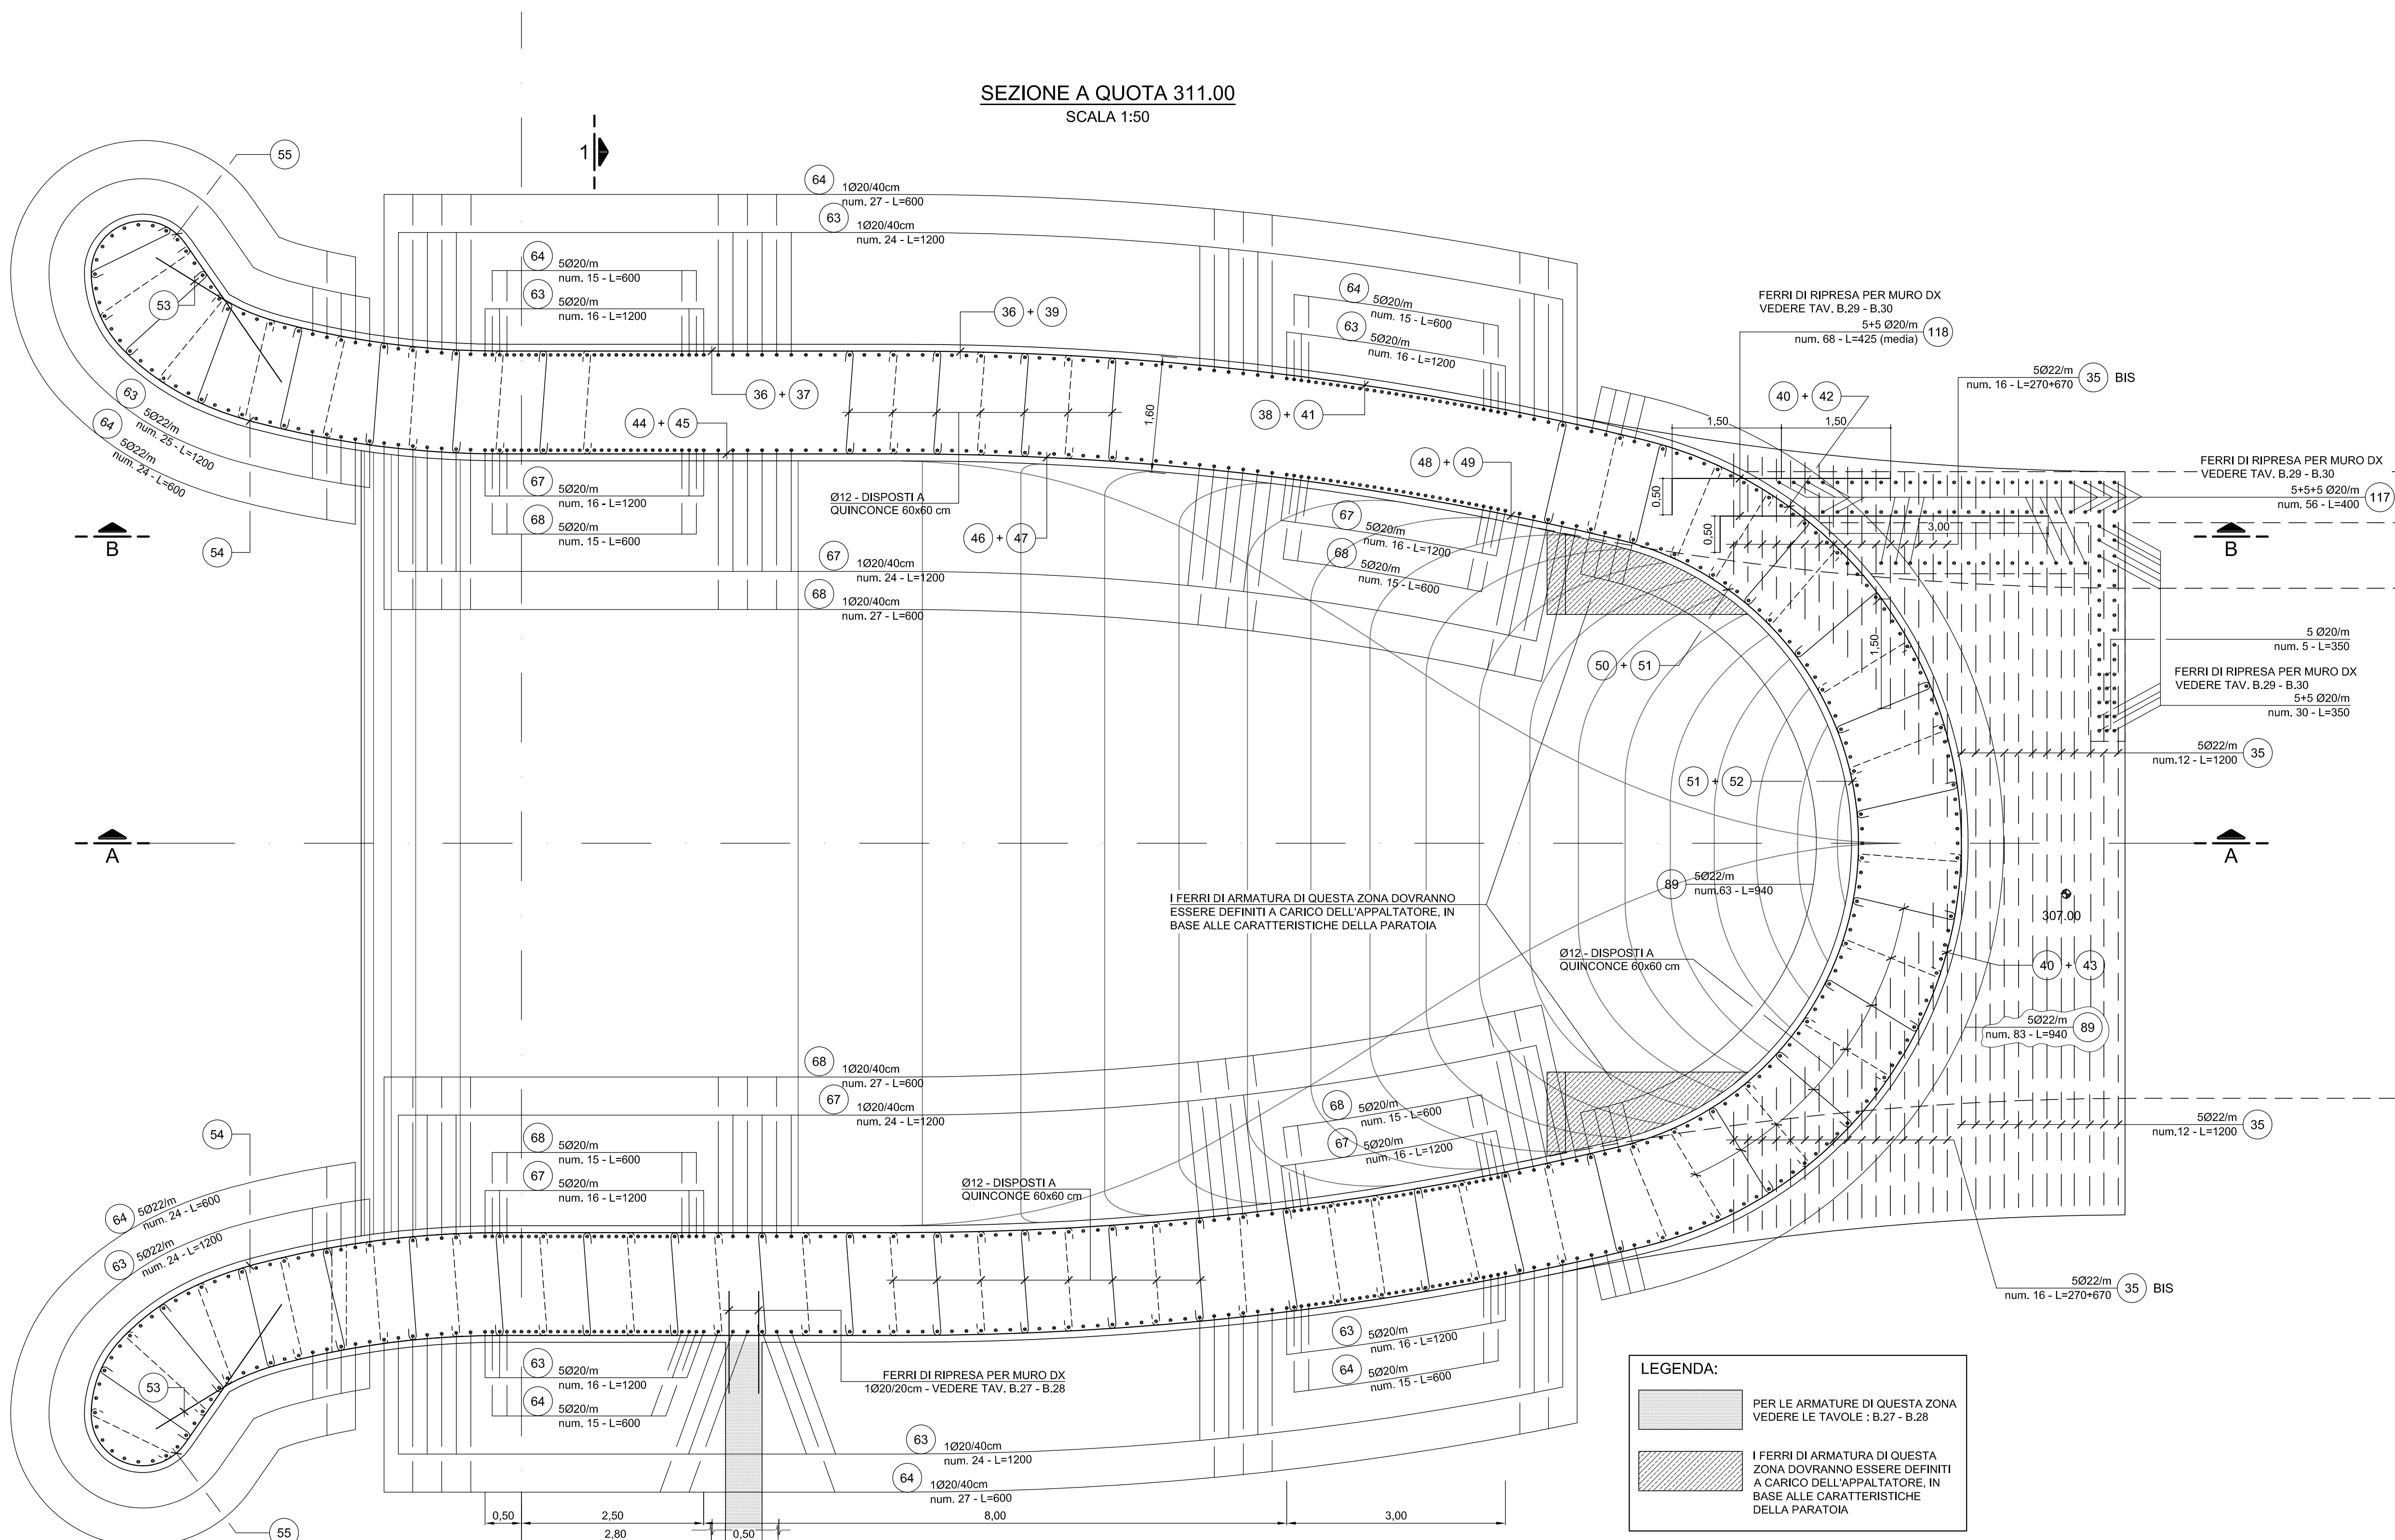 SEZIONE A QUOTA 311.00
SCALA 1:50
55
1
64
1Ø20/40cm
num. 27 - L=600
63
1Ø20/40cm
num. 24 - L=1200
64
5Ø20/m
num. 15 - L=600
63
5Ø20/m
num. 16 - L=1200
53
36 + 39
64
5Ø20/m
num. 15 - L=600
63
5Ø20/m
num. 16 - L=1200
FERRI DI RIPRESA PER MURO DX
VEDERE TAV. B.29 - B.30
5+5 Ø20/m
num. 68 - L=425 (media)
118
5Ø22/m
num. 16 - L=270+670
35 BIS
36 + 37
38 + 41
40 + 42
1,60
1,50
1,50
63
5Ø22/m
num. 25 - L=1200
64
5Ø22/m
num. 24 - L=600
44 + 45
48 + 49
FERRI DI RIPRESA PER MURO DX
VEDERE TAV. B.29 - B.30
5+5+5 Ø20/m
num. 56 - L=400
117
67
5Ø20/m
num. 16 - L=1200
68
5Ø20/m
num. 15 - L=600
Ø12 - DISPOSTI A
QUINCONCE 60x60 cm
0,50
0,50
3,00
B
54
46 + 47
67
5Ø20/m
num. 16 - L=1200
68
5Ø20/m
num. 15 - L=600
B
67
1Ø20/40cm
num. 24 - L=1200
68
1Ø20/40cm
num. 27 - L=600
1,50
50 + 51
5 Ø20/m
num. 5 - L=350
FERRI DI RIPRESA PER MURO DX
VEDERE TAV. B.29 - B.30
5+5 Ø20/m
num. 30 - L=350
5Ø22/m
num.12 - L=1200
35
51 + 52
A
A
89
5Ø22/m
num.63 - L=940
I FERRI DI ARMATURA DI QUESTA ZONA DOVRANNO
ESSERE DEFINITI A CARICO DELL'APPALTATORE, IN
BASE ALLE CARATTERISTICHE DELLA PARATOIA
307.00
Ø12 - DISPOSTI A
QUINCONCE 60x60 cm
40 + 43
5Ø22/m
num. 83 - L=940
89
68
1Ø20/40cm
num. 27 - L=600
67
1Ø20/40cm
num. 24 - L=1200
68
5Ø20/m
num. 15 - L=600
67
5Ø20/m
num. 16 - L=1200
5Ø22/m
num.12 - L=1200
35
54
68
5Ø20/m
num. 15 - L=600
67
5Ø20/m
num. 16 - L=1200
Ø12 - DISPOSTI A
QUINCONCE 60x60 cm
64
5Ø22/m
num. 24 - L=600
63
5Ø22/m
num. 24 - L=1200
5Ø22/m
num. 16 - L=270+670
35 BIS
53
63
5Ø20/m
num. 16 - L=1200
64
5Ø20/m
num. 15 - L=600
FERRI DI RIPRESA PER MURO DX
1Ø20/20cm - VEDERE TAV. B.27 - B.28
63
5Ø20/m
num. 16 - L=1200
64
5Ø20/m
num. 15 - L=600
63
1Ø20/40cm
num. 24 - L=1200
64
1Ø20/40cm
num. 27 - L=600
55
0,50
2,50
8,00
3,00
2,80
0,50
LEGENDA:
PER LE ARMATURE DI QUESTA ZONA
VEDERE LE TAVOLE : B.27 - B.28
I FERRI DI ARMATURA DI QUESTA
ZONA DOVRANNO ESSERE DEFINITI
A CARICO DELL'APPALTATORE, IN
BASE ALLE CARATTERISTICHE
DELLA PARATOIA